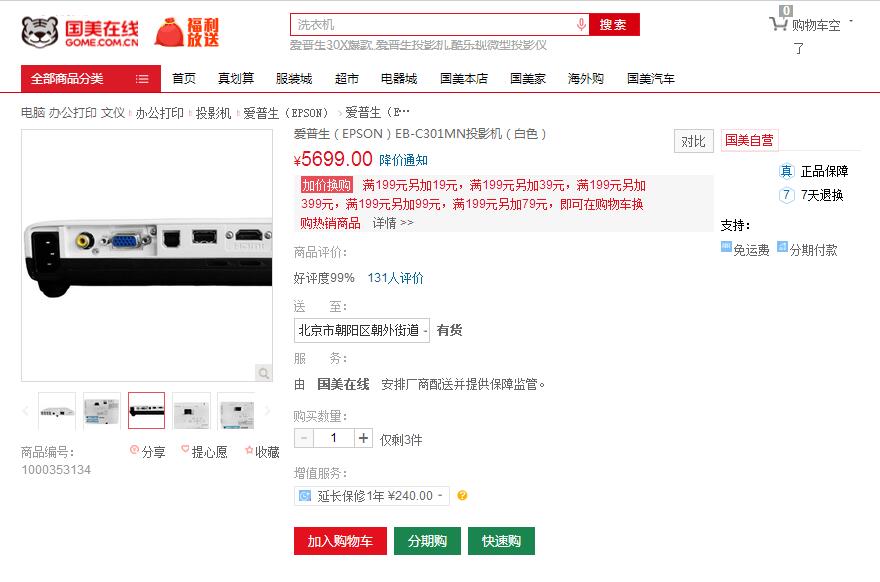 国美在线
GOME.COM.CN
福利
放送
洗衣机
搜索
0
购物车空
了
爱普生30X爆款 爱普生投影机 酷乐视微型投影仪
全部商品分类
首页 真划算 服装城 超市 电器城 国美本店 国美家 海外购 国美汽车
电脑 办公打印 文仪 办公打印 投影机 爱普生（EPSON） > 爱普生（E…
爱普生（EPSON）EB-C301MN投影机（白色）
对比
国美自营
¥5699.00 降价通知
加价换购 满199元另加19元，满199元另加39元，满199元另加
399元，满199元另加99元，满199元另加79元，即可在购物车换
购热销商品 详情 >>
真 正品保障
7 7天退换
支持：
免运费 分期付款
商品评价：
好评度99% 131人评价
送 至：
北京市朝阳区朝外街道 有货
服 务：
由 国美在线 安排厂商配送并提供保障监管。
购买数量：
- 1 + 仅剩3件
商品编号：
1000353134
分享 提心愿 收藏
增值服务：
延长保修1年 ¥240.00 ?
加入购物车 分期购 快速购